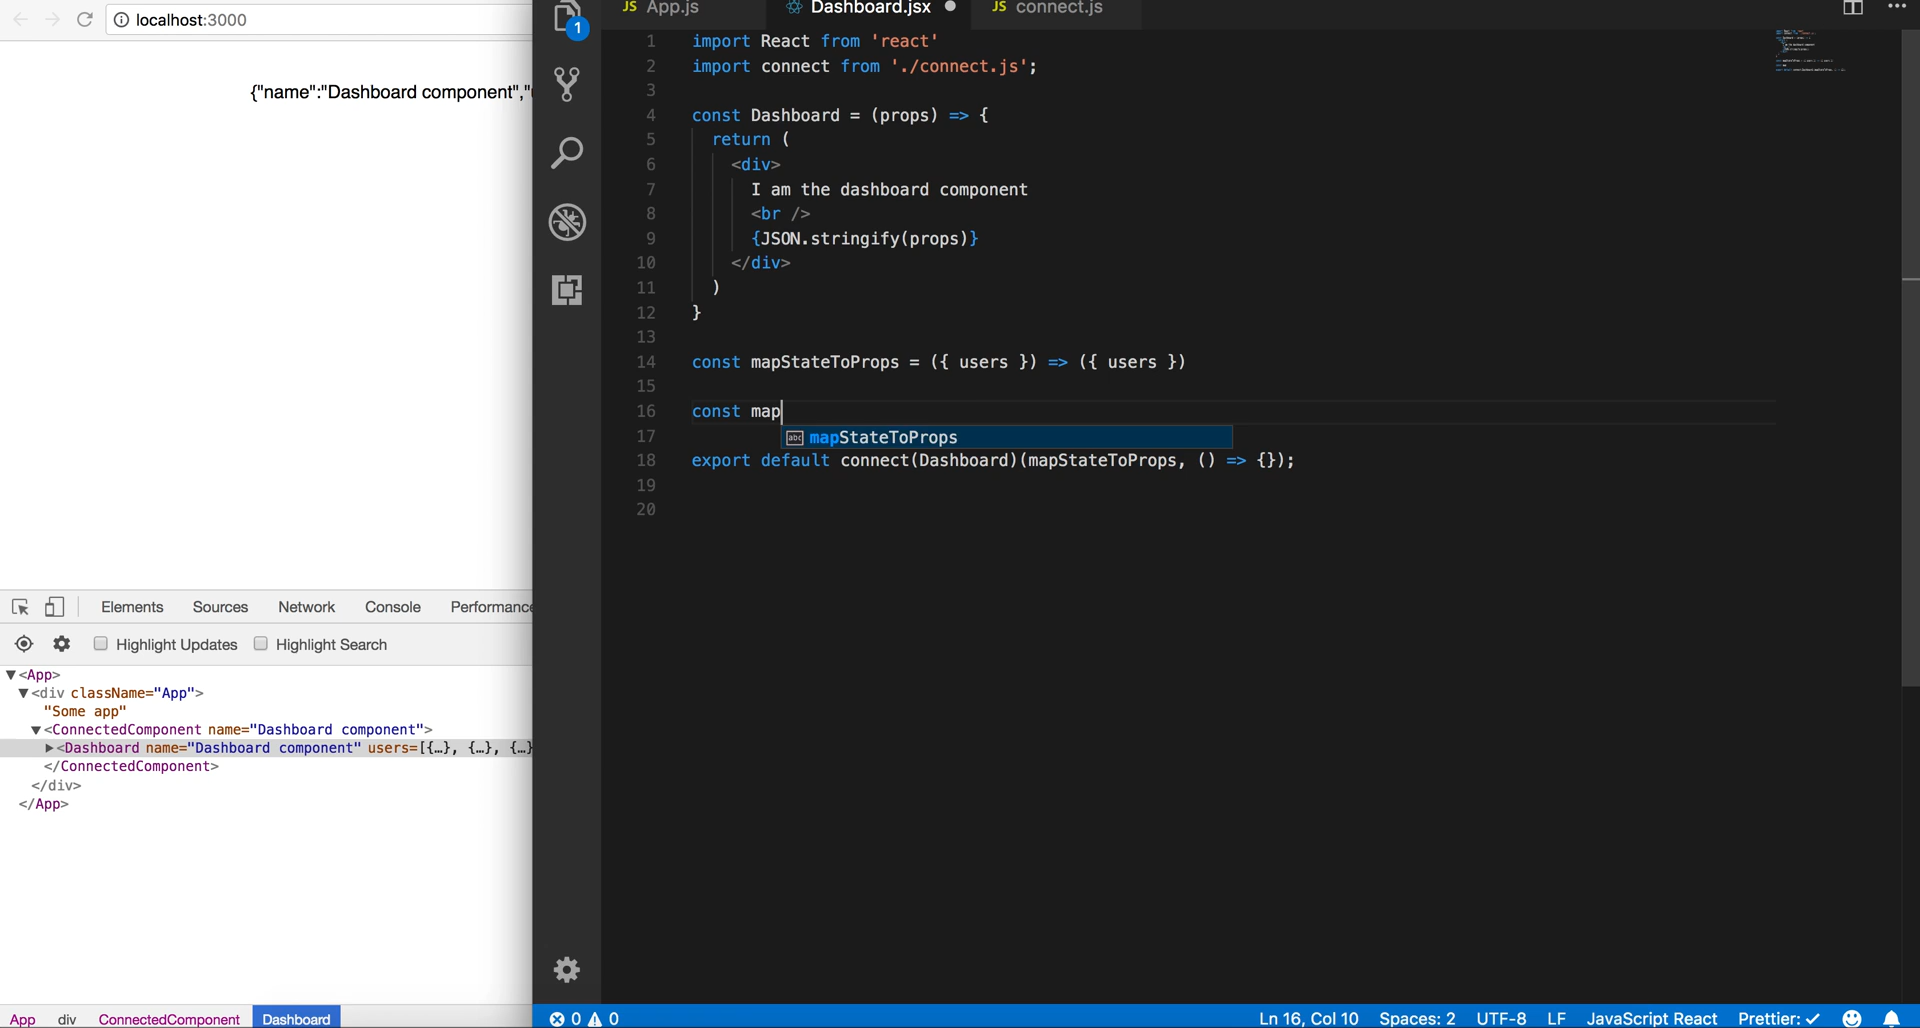 localhost:3000
{"name":"Dashboard component","
Elements Sources Network Console Performance
Highlight Updates Highlight Search
▼<App>
▼<div className="App">
"Some app"
▼<ConnectedComponent name="Dashboard component">
▶<Dashboard name="Dashboard component" users=[{…}, {…}, {…}
</ConnectedComponent>
</div>
</App>
App div ConnectedComponent Dashboard
1
JS App.js Dashboard.jsx JS connect.js
1 import React from 'react'
2 import connect from './connect.js';
3
4 const Dashboard = (props) => {
5 return (
6 <div>
7 I am the dashboard component
8 <br />
9 {JSON.stringify(props)}
10 </div>
11 )
12 }
13
14 const mapStateToProps = ({ users }) => ({ users })
15
16 const map
17 abc mapStateToProps
18 export default connect(Dashboard)(mapStateToProps, () => {});
19
20
0 0 Ln 16, Col 10 Spaces: 2 UTF-8 LF JavaScript React Prettier: ✓